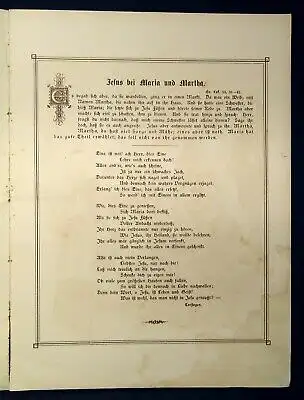 Jesus bei Maria und Martha.
Ev. Luk. 10, 38–42.
Es begab sich aber, da sie wandelten, ging er in einen Markt. Da war ein Weib, mit
Namen Martha, die nahm ihn auf in ihr Haus. Und sie hatte eine Schwester, die
hieß Maria; die setzte sich zu Jesu Füßen und hörte seiner Rede zu. Martha aber
machte sich viel zu schaffen, ihm zu dienen. Und sie trat hinzu und sprach: Herr,
fragst du nicht darnach, daß mich meine Schwester läßt allein dienen? Sage ihr
doch, daß sie es auch angreife. Jesus aber antwortete und sprach zu ihr: Martha,
Martha, du hast viel Sorge und Mühe; eines aber ist noth. Maria hat
das gute Theil erwählet, das soll nicht von ihr genommen werden.
Eins ist noth! ach Herr, dies Eine
Lehre mich erkennen doch!
Alles andre, wie's auch scheine,
Ist ja nur ein schweres Joch,
Darunter das Herze sich naget und plaget,
Und dennoch kein wahres Vergnügen erjaget.
Erlang' ich dies Eine, das alles ersetzt,
So werd' ich mit Einem in allem ergötzt.
Wie, dies Eine zu genießen,
Sich Maria dort befliß,
Da sie sich zu Jesu Füßen
Voller Andacht niederließ,
Ihr Herz das entbrannte nur einzig zu hören,
Was Jesus, ihr Heiland, sie wollte belehren,
Ihr alles war gänzlich in Jesum versenkt,
Und wurde ihr alles in Einem geschenkt.
Also ist auch mein Verlangen,
Liebster Jesu, nur nach dir!
Laß mich treulich an dir hangen,
Schenke dich zu eigen mir!
Ob viele zum größesten Haufen auch fallen,
So will ich dir dennoch in Liebe nachwallen;
Denn dein Wort, o Jesu, ist Leben und Geist!
Was ist wohl, das man nicht in Jesu geneußt?